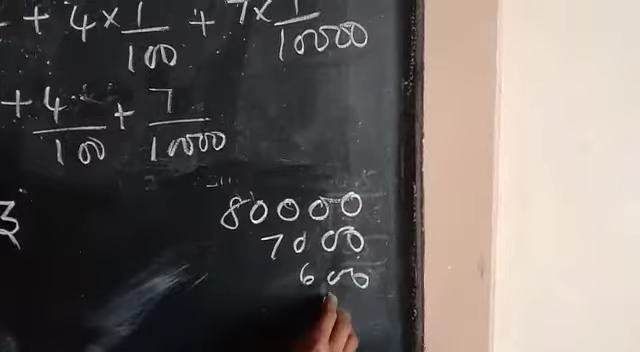 + 4 × 1/100 + 7 × 1/10000
+ 4/100 + 7/10000
3
80000
7000
600